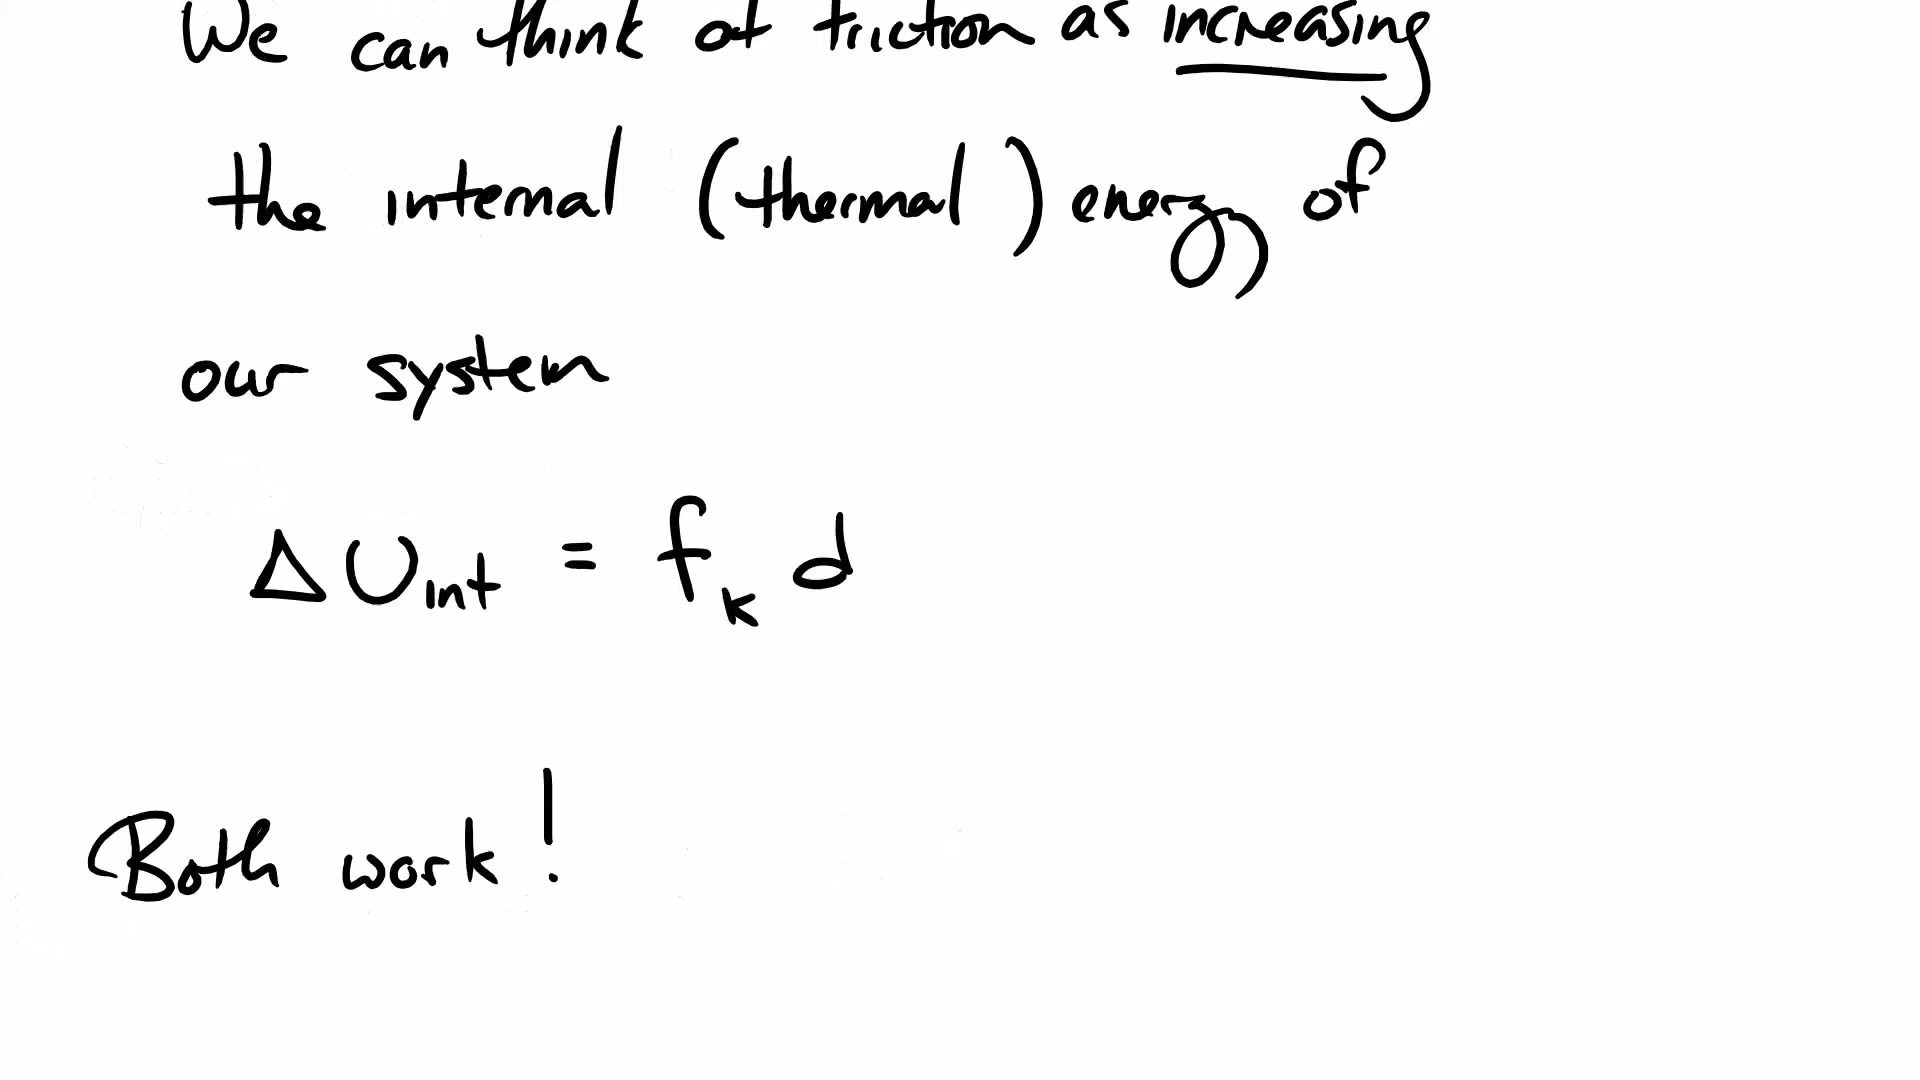 We can think of friction as increasing
the internal (thermal) energy of
our system
ΔU_int = f_k d
Both work!